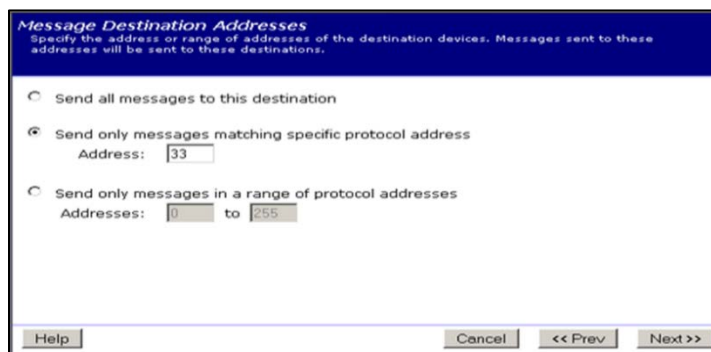 Message Destination Addresses
Specify the address or range of addresses of the destination devices. Messages sent to these
addresses will be sent to these destinations.
Send all messages to this destination
Send only messages matching specific protocol address
Address: 33
Send only messages in a range of protocol addresses
Addresses: 0 to 255
Help Cancel << Prev Next >>